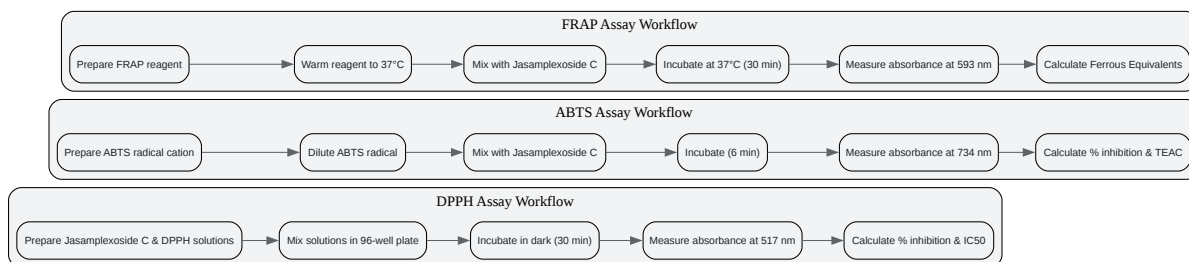 FRAP Assay Workflow
Prepare FRAP reagent
Warm reagent to 37°C
Mix with Jasamplexoside C
Incubate at 37°C (30 min)
Measure absorbance at 593 nm
Calculate Ferrous Equivalents
ABTS Assay Workflow
Prepare ABTS radical cation
Dilute ABTS radical
Mix with Jasamplexoside C
Incubate (6 min)
Measure absorbance at 734 nm
Calculate % inhibition & TEAC
DPPH Assay Workflow
Prepare Jasamplexoside C & DPPH solutions
Mix solutions in 96-well plate
Incubate in dark (30 min)
Measure absorbance at 517 nm
Calculate % inhibition & IC50